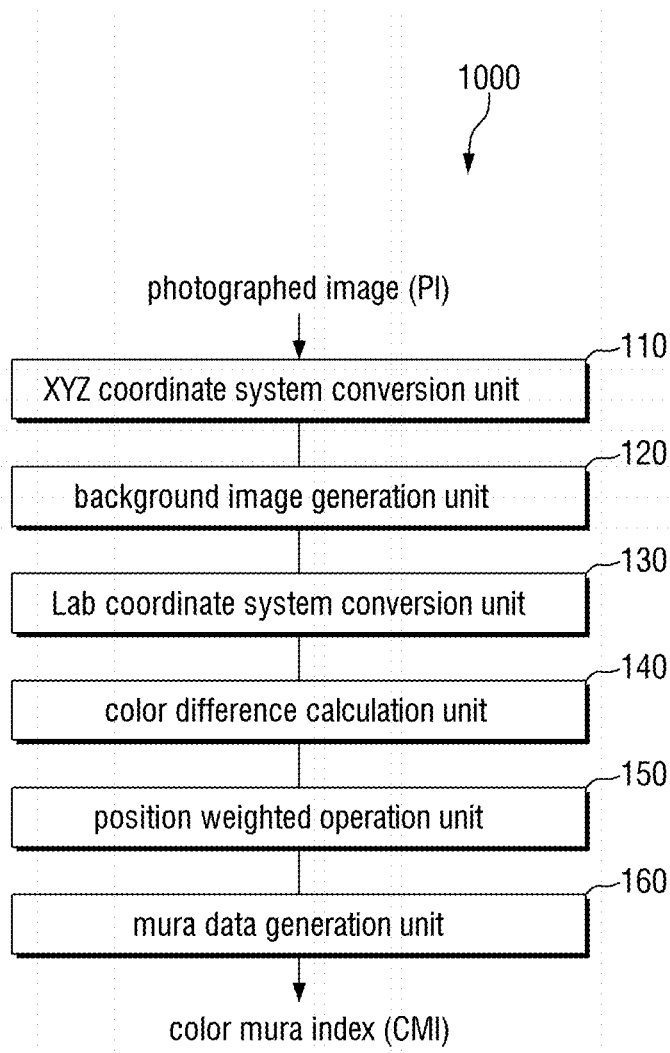 1000
photographed image (PI)
110
XYZ coordinate system conversion unit
120
background image generation unit
130
Lab coordinate system conversion unit
140
color difference calculation unit
150
position weighted operation unit
160
mura data generation unit
color mura index (CMI)